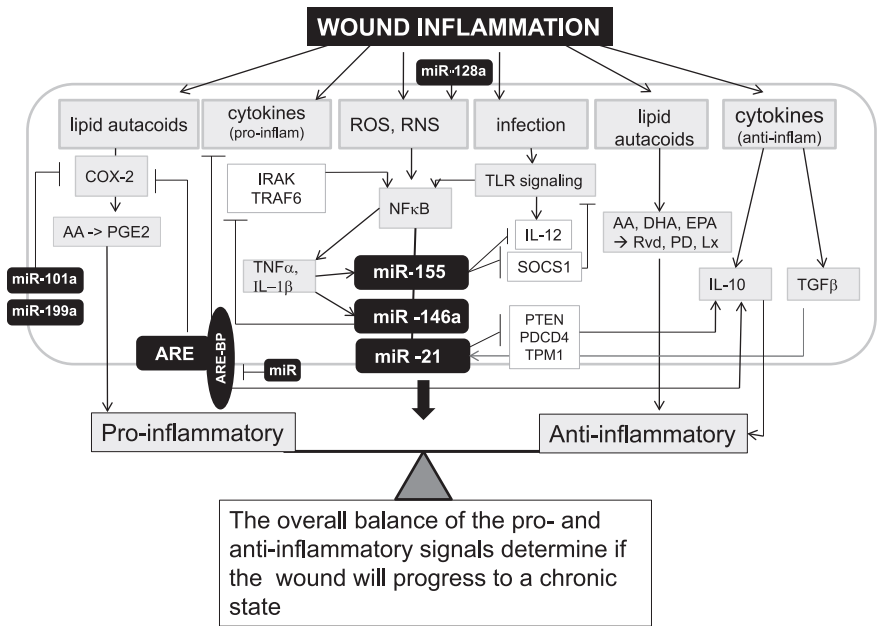 WOUND INFLAMMATION
miR-128a
lipid autacoids
cytokines
(pro-inflam)
ROS, RNS
infection
lipid
autacoids
cytokines
(anti-inflam)
COX-2
IRAK
TRAF6
NFκB
TLR signaling
AA -> PGE2
IL-12
AA, DHA, EPA
→ Rvd, PD, Lx
TNFα,
IL-1β
miR-155
SOCS1
miR-101a
IL-10
TGFβ
miR-199a
miR -146a
PTEN
PDCD4
TPM1
ARE
ARE-BP
miR
miR -21
Pro-inflammatory
Anti-inflammatory
The overall balance of the pro- and
anti-inflammatory signals determine if
the  wound will progress to a chronic
state